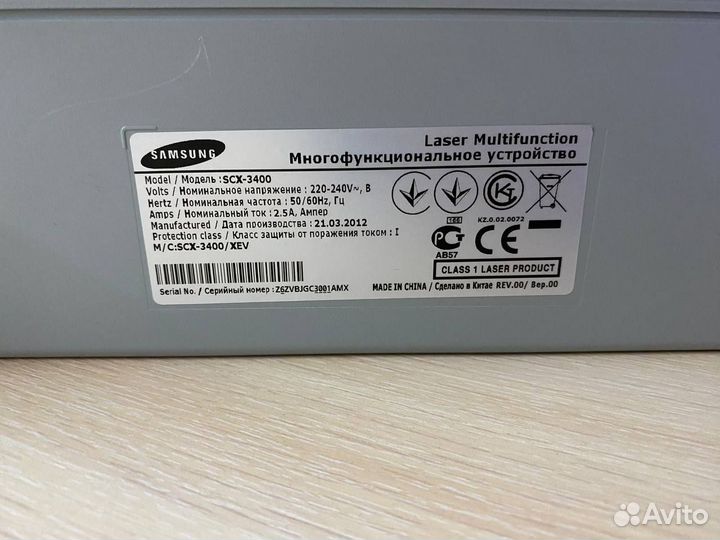 SAMSUNG
Laser Multifunction
Многофункциональное устройство
Model / Модель :SCX-3400
Volts / Номинальное напряжение : 220-240V~, В
Hertz / Номинальная частота : 50/60Hz, Гц
Amps / Номинальный ток : 2.5A, Ампер
Manufactured / Дата производства : 21.03.2012
Protection class / Класс защиты от поражения током : I
M/C:SCX-3400/XEV
KZ.0.02.0072
АВ57
CE
CLASS 1 LASER PRODUCT
Serial No. / Серийный номер :Z6ZVBJGC3001AMX
MADE IN CHINA / Сделано в Китае REV.00/ Вер.00
Avito